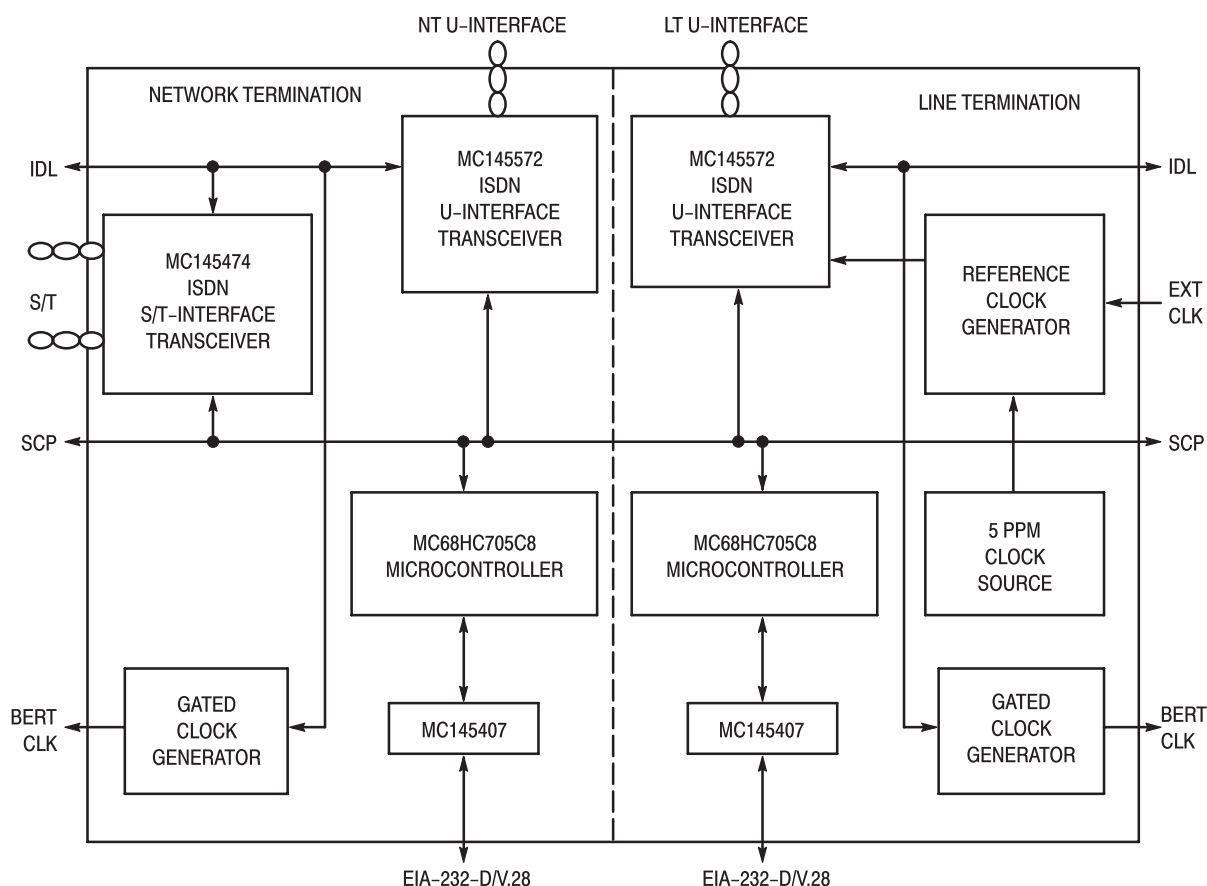 NT U–INTERFACE
LT U–INTERFACE
NETWORK TERMINATION
LINE TERMINATION
IDL
MC145572
ISDN
U–INTERFACE
TRANSCEIVER
MC145572
ISDN
U–INTERFACE
TRANSCEIVER
IDL
S/T
MC145474
ISDN
S/T–INTERFACE
TRANSCEIVER
REFERENCE
CLOCK
GENERATOR
EXT
CLK
SCP
SCP
MC68HC705C8
MICROCONTROLLER
MC68HC705C8
MICROCONTROLLER
5 PPM
CLOCK
SOURCE
BERT
CLK
GATED
CLOCK
GENERATOR
MC145407
MC145407
GATED
CLOCK
GENERATOR
BERT
CLK
EIA–232–D/V.28
EIA–232–D/V.28